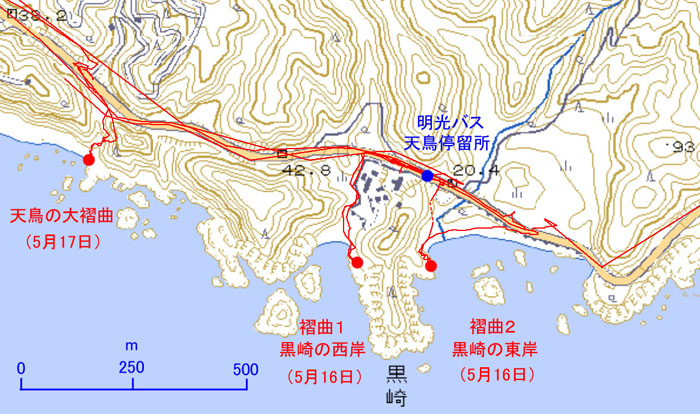 38.2
明光バス
天鳥停留所
42.8
20.4
93
天鳥の大褶曲
（5月17日）
褶曲1
黒崎の西岸
（5月16日）
褶曲2
黒崎の東岸
（5月16日）
黒崎
m
0 250 500